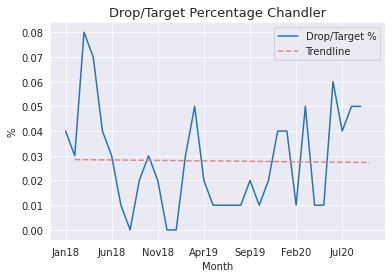 Drop/Target Percentage Chandler
Drop/Target %
Trendline
0.08
0.07
0.06
0.05
0.04
0.03
0.02
0.01
0.00
%
Jan18 Jun18 Nov18 Apr19 Sep19 Feb20 Jul20
Month